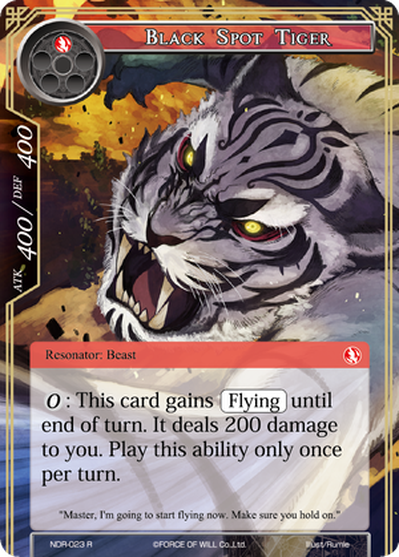 Black Spot Tiger
ATK 400 / DEF 400
Resonator: Beast
0 : This card gains Flying until
end of turn. It deals 200 damage
to you. Play this ability only once
per turn.
"Master, I'm going to start flying now. Make sure you hold on."
NDR-023 R ©FORCE OF WILL Co.,Ltd. Illust/Rumie